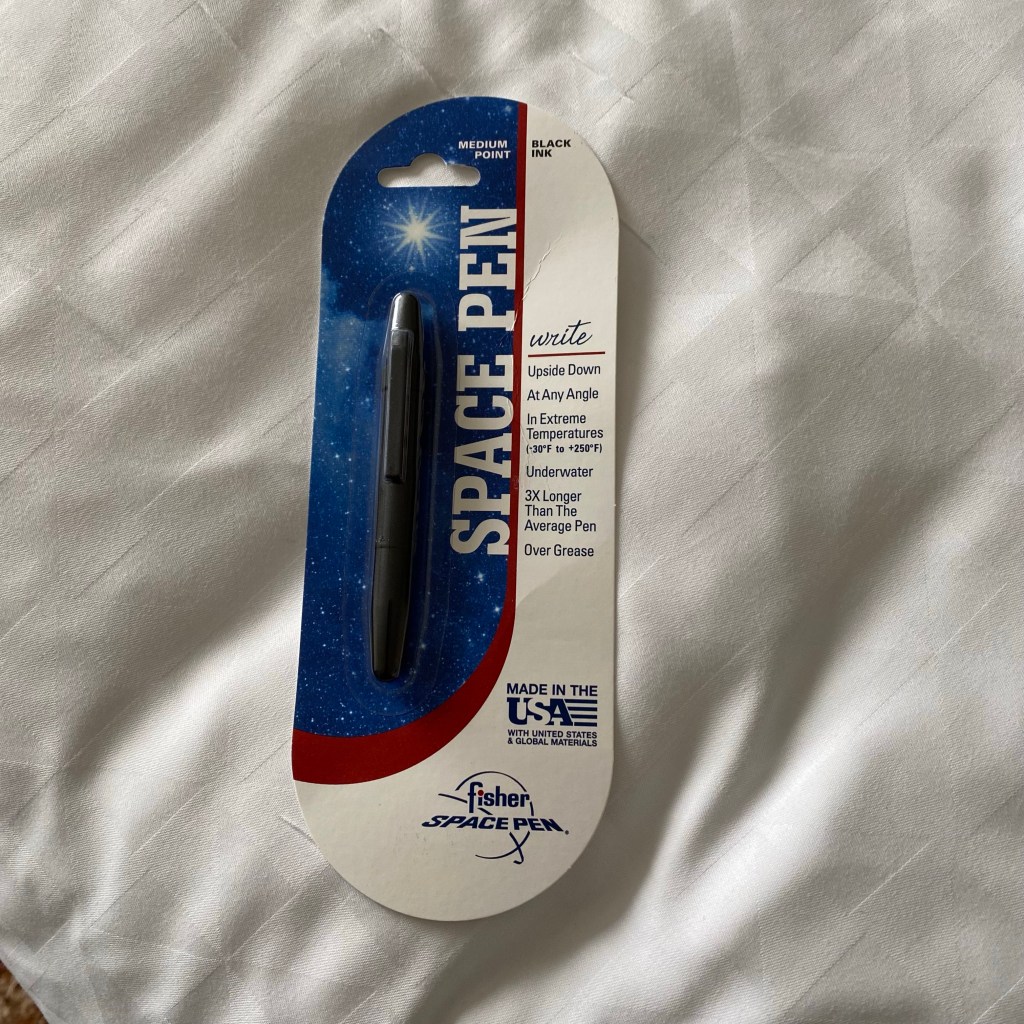 MEDIUM
POINT
BLACK
INK
SPACE PEN
write
Upside Down
At Any Angle
In Extreme
Temperatures
(-30°F to +250°F)
Underwater
3X Longer
Than The
Average Pen
Over Grease
MADE IN THE
USA
WITH UNITED STATES
& GLOBAL MATERIALS
fisher
SPACE PEN®